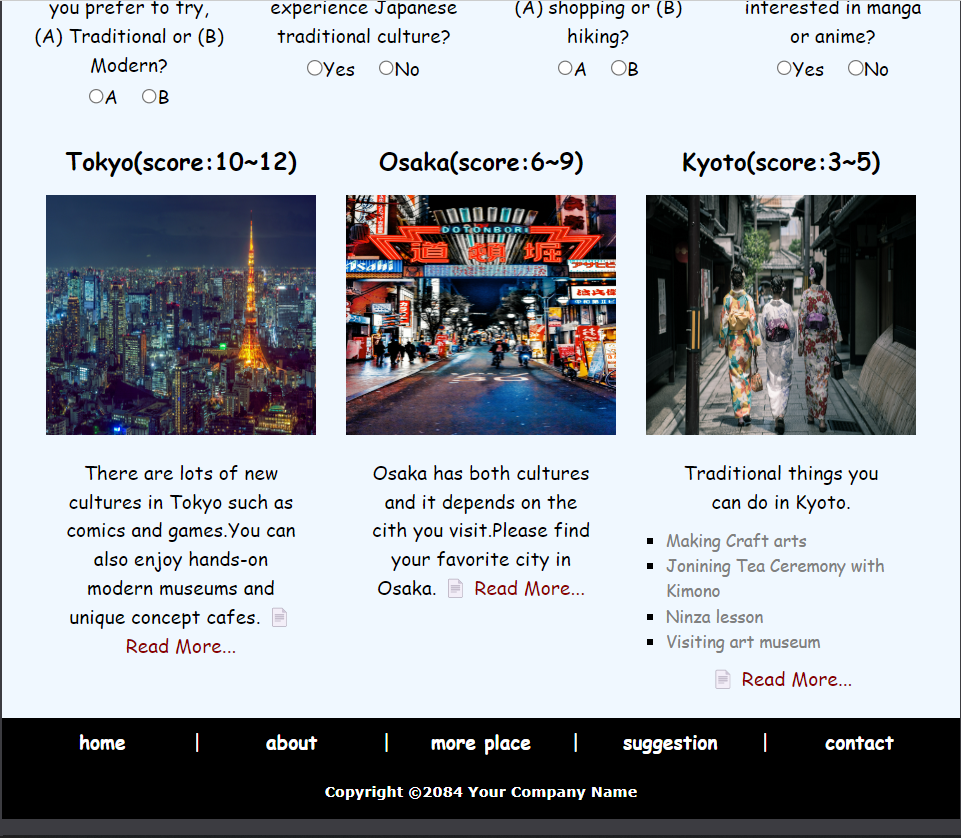 you prefer to try,
(A) Traditional or (B)
Modern?
A B
experience Japanese
traditional culture?
Yes No
(A) shopping or (B)
hiking?
A B
interested in manga
or anime?
Yes No
Tokyo(score:10~12)
Osaka(score:6~9)
DOTONBORI
道頓堀
Asahi
アサヒビ
Kyoto(score:3~5)
There are lots of new
cultures in Tokyo such as
comics and games.You can
also enjoy hands-on
modern museums and
unique concept cafes.
Read More...
Osaka has both cultures
and it depends on the
cith you visit.Please find
your favorite city in
Osaka. Read More...
Traditional things you
can do in Kyoto.
Making Craft arts
Jonining Tea Ceremony with
Kimono
Ninza lesson
Visiting art museum
Read More...
home | about | more place | suggestion | contact
Copyright ©2084 Your Company Name